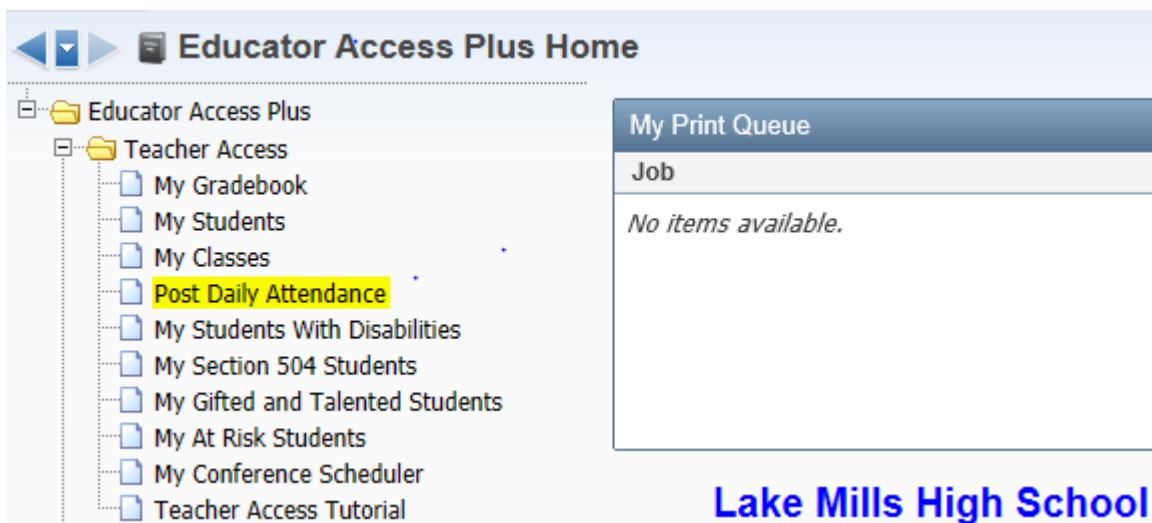 Educator Access Plus Home
Educator Access Plus
Teacher Access
My Gradebook
My Students
My Classes
Post Daily Attendance
My Students With Disabilities
My Section 504 Students
My Gifted and Talented Students
My At Risk Students
My Conference Scheduler
Teacher Access Tutorial
My Print Queue
Job
No items available.
Lake Mills High School